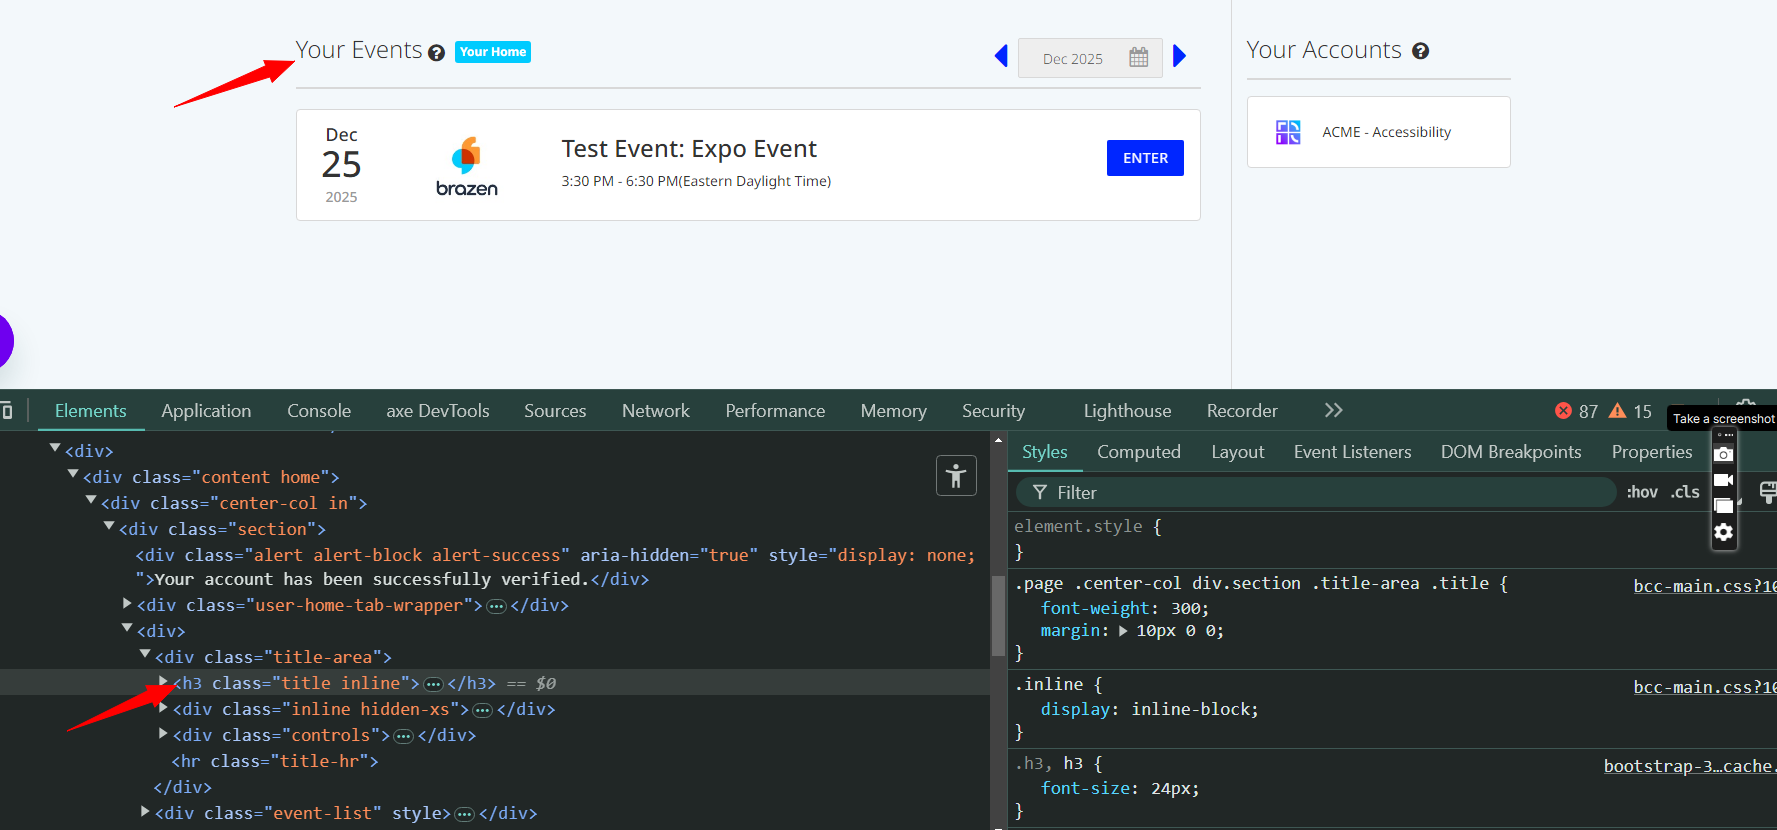 Your Events ? Your Home
Dec 2025
Your Accounts ?
Dec
25
2025
brazen
Test Event: Expo Event
3:30 PM - 6:30 PM(Eastern Daylight Time)
ENTER
ACME - Accessibility
Elements Application Console axe DevTools Sources Network Performance Memory Security Lighthouse Recorder 87 15
Take a screenshot
<div>
<div class="content home">
<div class="center-col in">
<div class="section">
<div class="alert alert-block alert-success" aria-hidden="true" style="display: none;
">Your account has been successfully verified.</div>
<div class="user-home-tab-wrapper">…</div>
<div>
<div class="title-area">
<h3 class="title inline">…</h3> == $0
<div class="inline hidden-xs">…</div>
<div class="controls">…</div>
<hr class="title-hr">
</div>
<div class="event-list" style>…</div>
Styles Computed Layout Event Listeners DOM Breakpoints Properties
Filter :hov .cls
element.style {
}
.page .center-col div.section .title-area .title { bcc-main.css?10
font-weight: 300;
margin: 10px 0 0;
}
.inline { bcc-main.css?10
display: inline-block;
}
.h3, h3 { bootstrap-3…cache.
font-size: 24px;
}